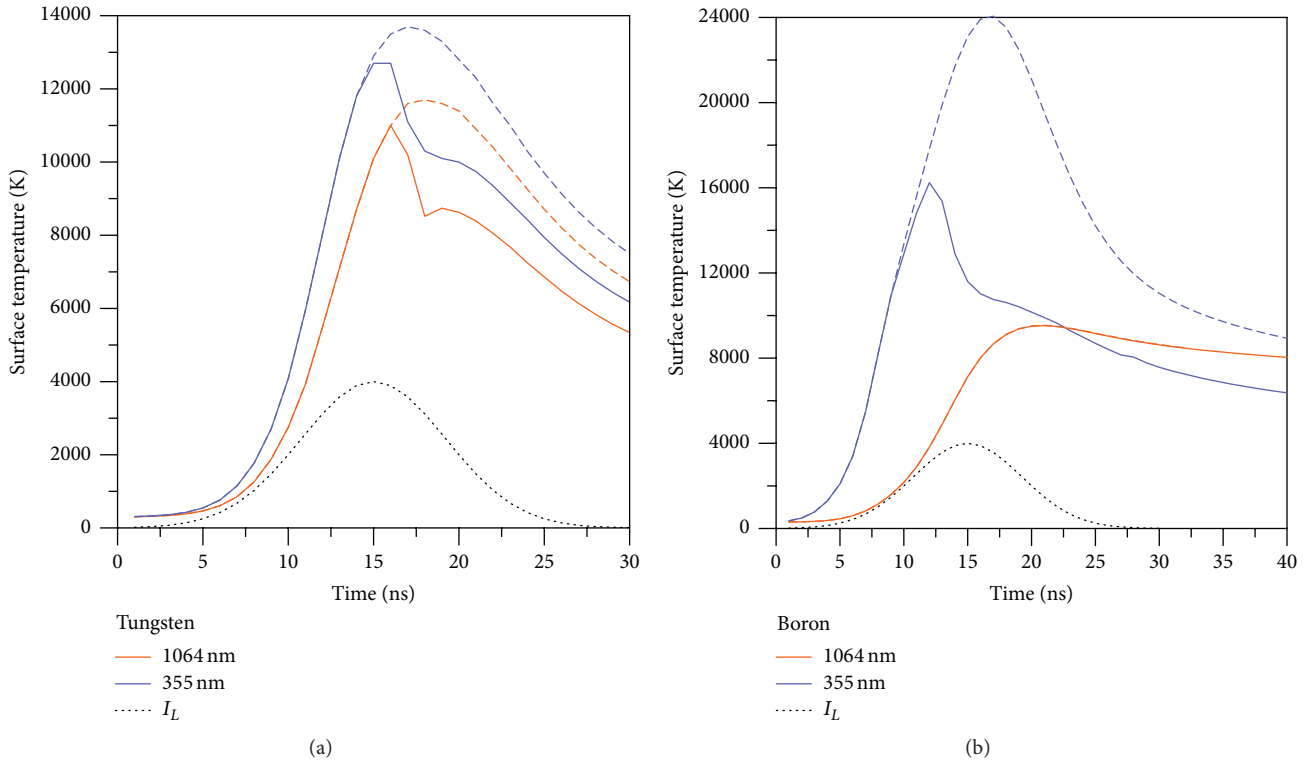 14000
12000
10000
8000
6000
4000
2000
0
Surface temperature (K)
0 5 10 15 20 25 30
Time (ns)
Tungsten
1064 nm
355 nm
I_L
(a)
24000
20000
16000
12000
8000
4000
0
Surface temperature (K)
0 5 10 15 20 25 30 35 40
Time (ns)
Boron
1064 nm
355 nm
I_L
(b)